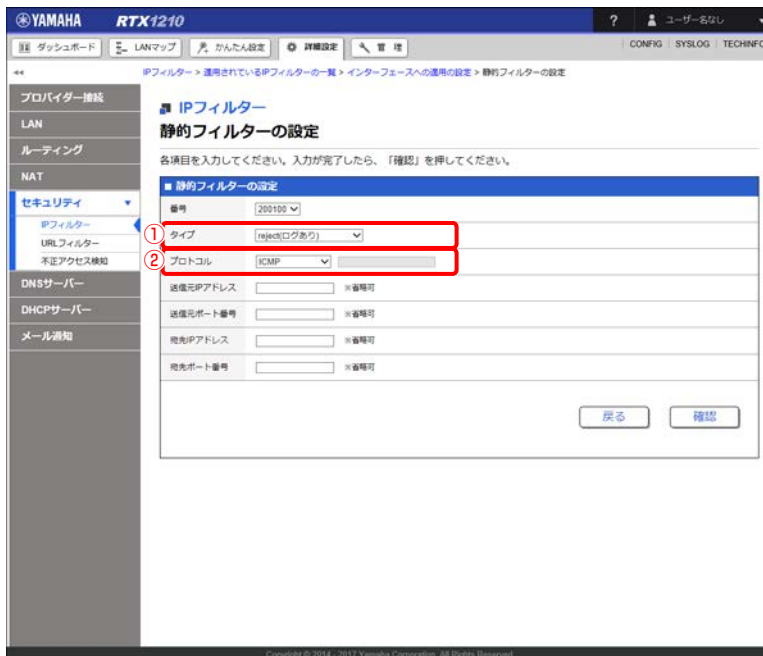 YAMAHA RTX1210 ? ユーザー名なし
ダッシュボード LANマップ かんたん設定 詳細設定 管理 CONFIG SYSLOG TECHINFO
IPフィルター > 適用されているIPフィルターの一覧 > インターフェースへの適用の設定 > 静的フィルターの設定
プロバイダー接続
LAN
ルーティング
NAT
セキュリティ
IPフィルター
URLフィルター
不正アクセス検知
DNSサーバー
DHCPサーバー
メール通知
IPフィルター
静的フィルターの設定
各項目を入力してください。入力が完了したら、「確認」を押してください。
■ 静的フィルターの設定
番号 200100
① タイプ reject(ログあり)
② プロトコル ICMP
送信元IPアドレス ※省略可
送信元ポート番号 ※省略可
宛先IPアドレス ※省略可
宛先ポート番号 ※省略可
戻る 確認
Copyright © 2014 - 2017 Yamaha Corporation. All Rights Reserved.